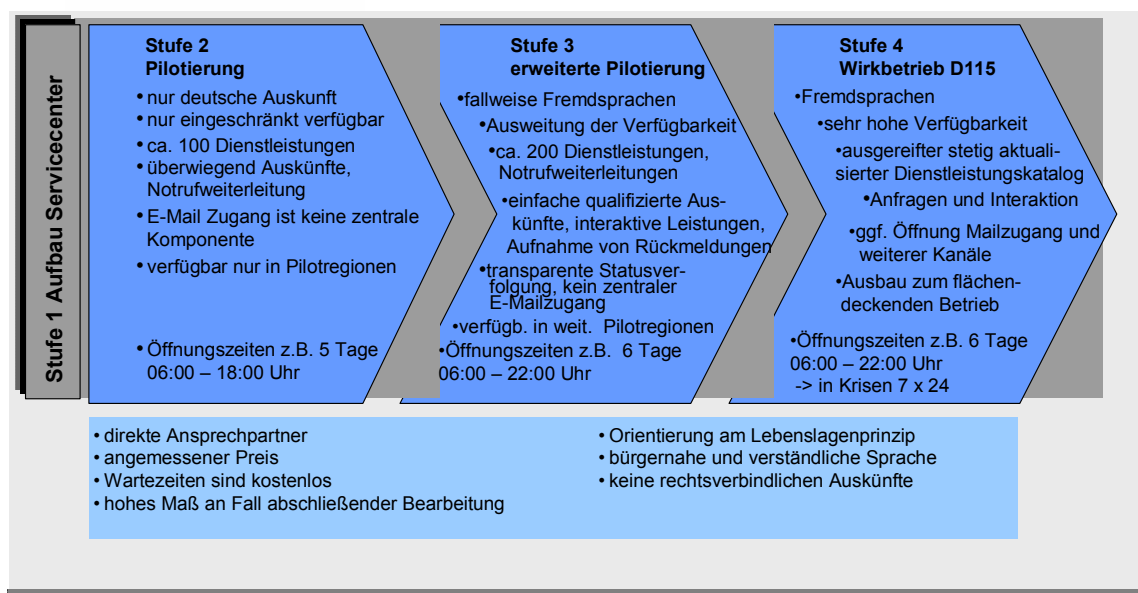 Stufe 1 Aufbau Servicecenter
Stufe 2
Pilotierung
• nur deutsche Auskunft
• nur eingeschränkt verfügbar
• ca. 100 Dienstleistungen
• überwiegend Auskünfte,
Notrufweiterleitung
• E-Mail Zugang ist keine zentrale
Komponente
• verfügbar nur in Pilotregionen
• Öffnungszeiten z.B. 5 Tage
06:00 – 18:00 Uhr
Stufe 3
erweiterte Pilotierung
•fallweise Fremdsprachen
•Ausweitung der Verfügbarkeit
•ca. 200 Dienstleistungen,
Notrufweiterleitungen
•einfache qualifizierte Aus-
künfte, interaktive Leistungen,
Aufnahme von Rückmeldungen
•transparente Statusver-
folgung, kein zentraler
E-Mailzugang
•verfügb. in weit. Pilotregionen
•Öffnungszeiten z.B. 6 Tage
06:00 – 22:00 Uhr
Stufe 4
Wirkbetrieb D115
•Fremdsprachen
•sehr hohe Verfügbarkeit
•ausgereifter stetig aktuali-
sierter Dienstleistungskatalog
•Anfragen und Interaktion
•ggf. Öffnung Mailzugang und
weiterer Kanäle
•Ausbau zum flächen-
deckenden Betrieb
•Öffnungszeiten z.B. 6 Tage
06:00 – 22:00 Uhr
-> in Krisen 7 x 24
• direkte Ansprechpartner
• angemessener Preis
• Wartezeiten sind kostenlos
• hohes Maß an Fall abschließender Bearbeitung
• Orientierung am Lebenslagenprinzip
• bürgernahe und verständliche Sprache
• keine rechtsverbindlichen Auskünfte